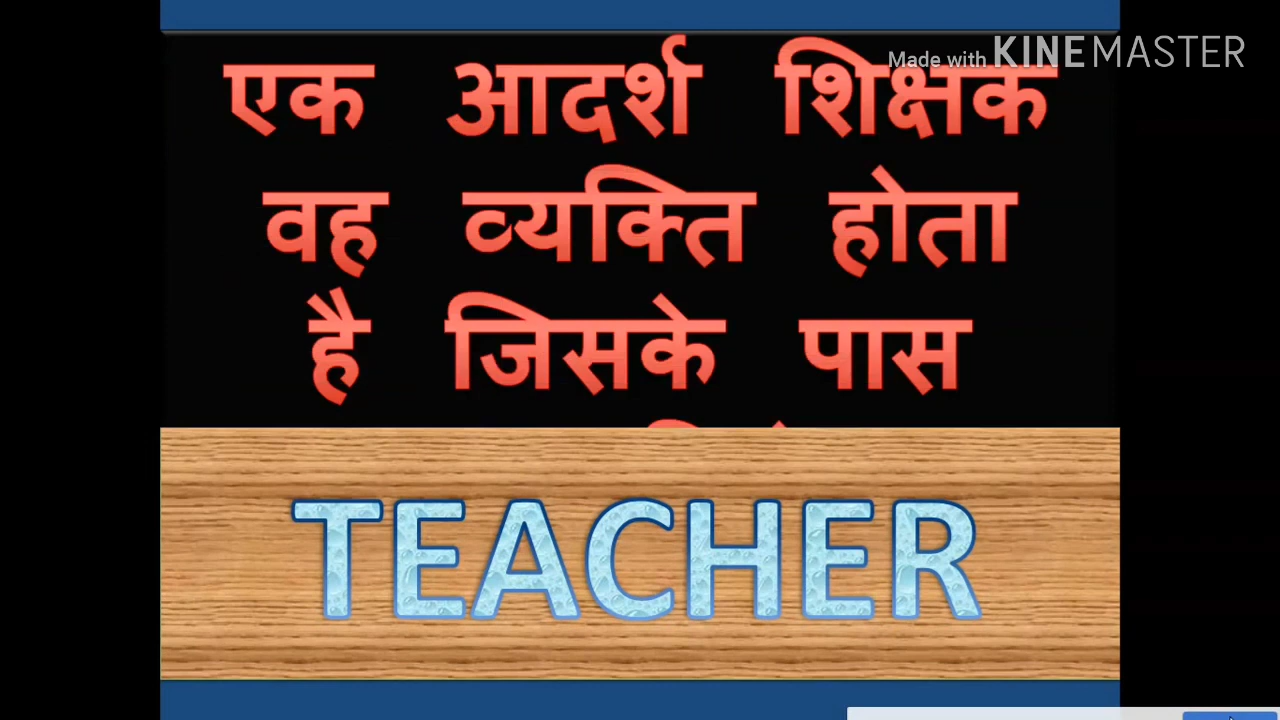 Made with KINEMASTER
एक आदर्श शिक्षक
वह व्यक्ति होता
है जिसके पास
TEACHER